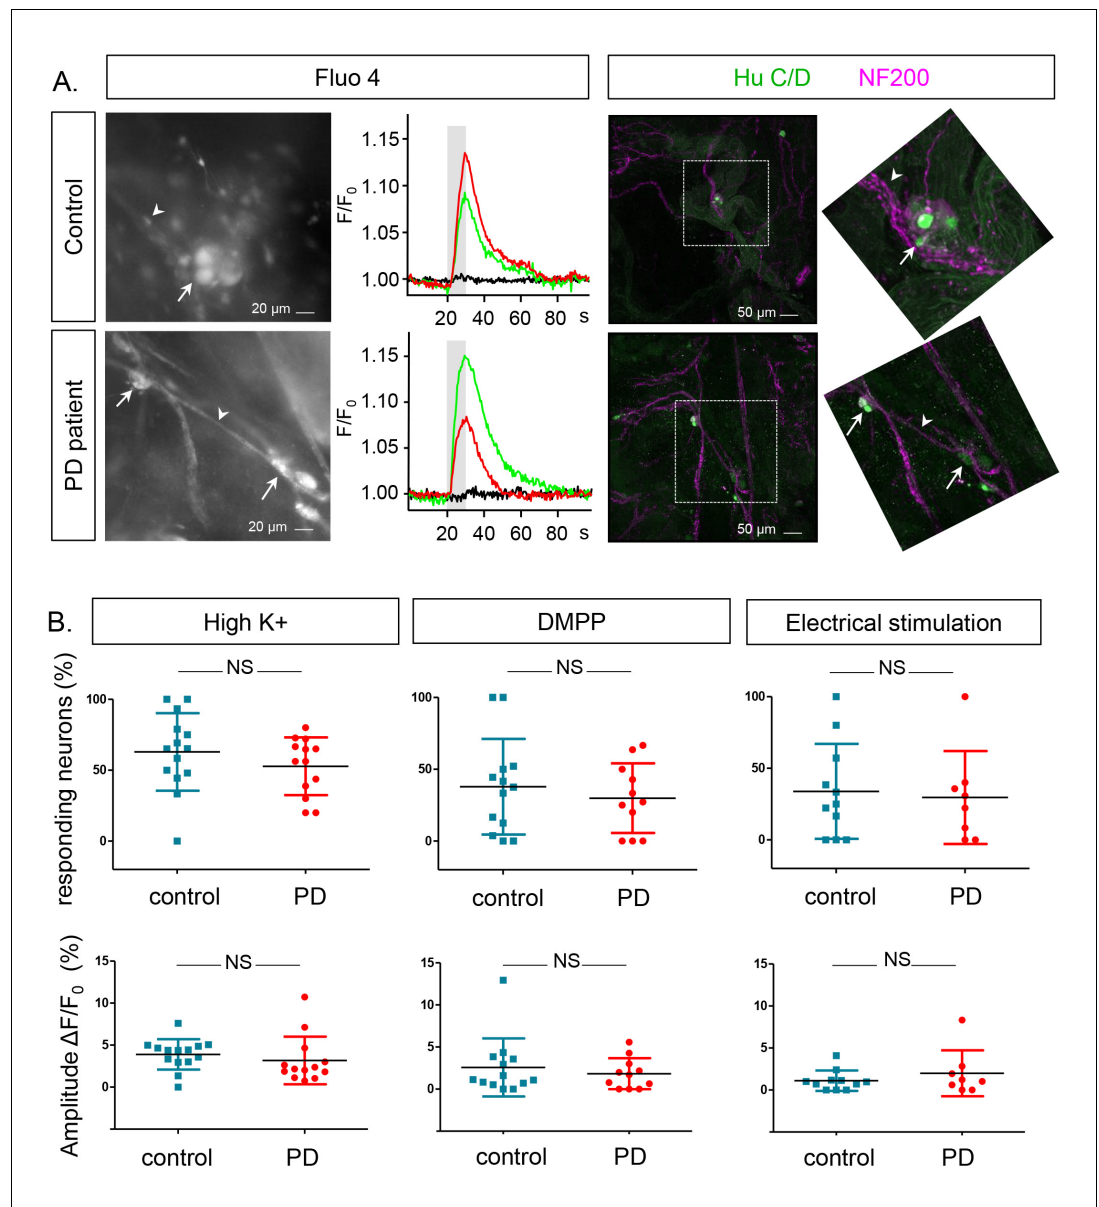 A.
Fluo 4
Hu C/D NF200
Control
20 µm
F/F0
1.15
1.10
1.05
1.00
20 40 60 80 s
50 µm
PD patient
20 µm
F/F0
1.15
1.10
1.05
1.00
20 40 60 80 s
50 µm
B.
High K+
DMPP
Electrical stimulation
responding neurons (%)
NS
100
50
0
control PD
NS
100
50
0
control PD
NS
100
50
0
control PD
Amplitude ΔF/F0 (%)
NS
15
10
5
0
control PD
NS
15
10
5
0
control PD
NS
15
10
5
0
control PD